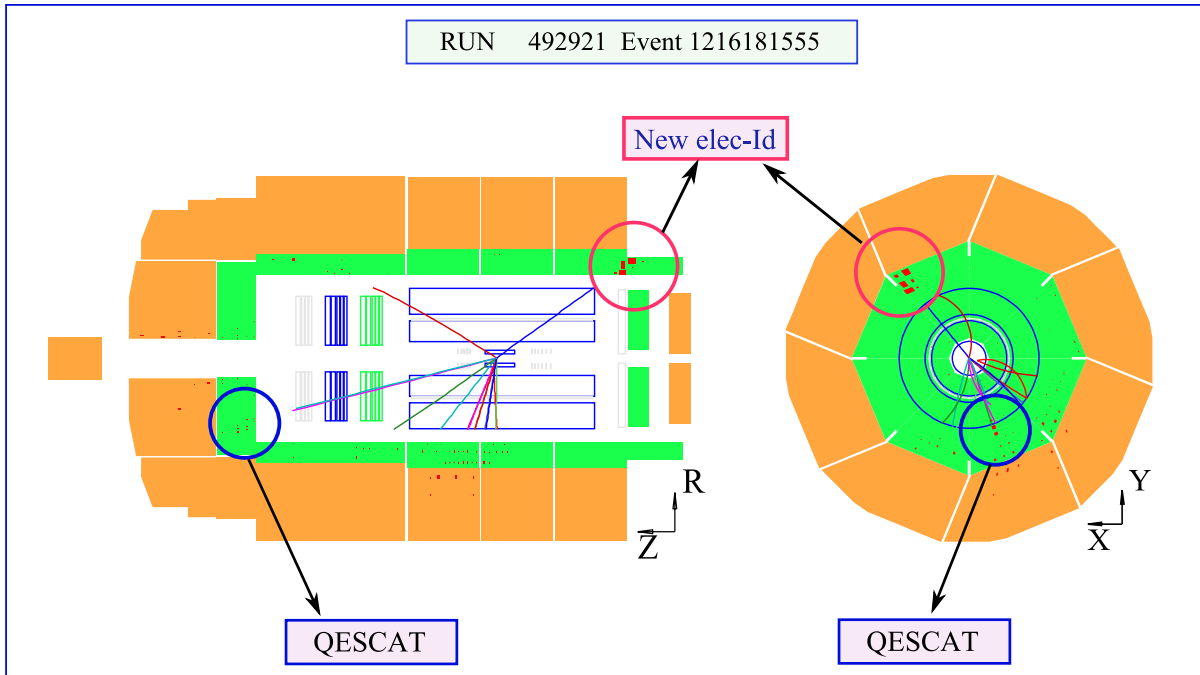 RUN 492921 Event 1216181555
New elec-Id
R
Z
Y
X
QESCAT
QESCAT